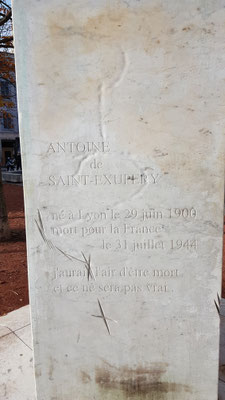 ANTOINE
de
SAINT-EXUPERY
né à Lyon le 29 juin 1900
mort pour la France
le 31 juillet 1944
j'aurai l'air d'être mort
et ce ne sera pas vrai..